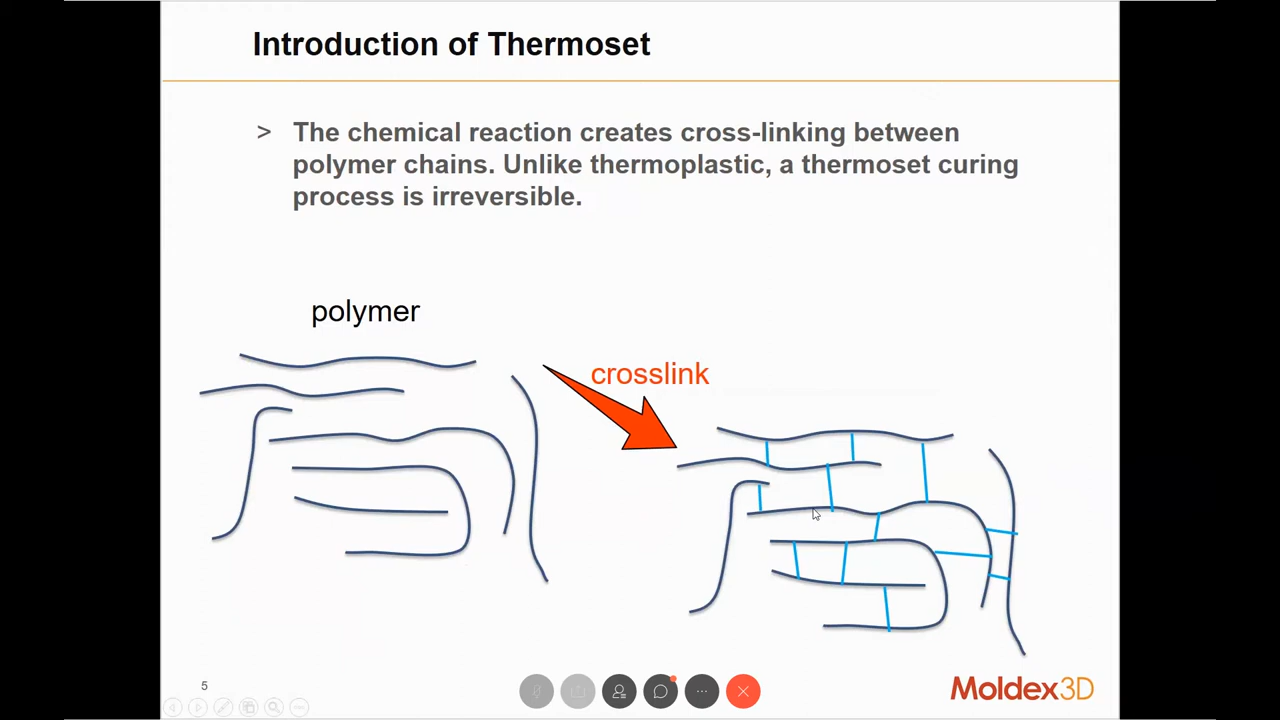 Introduction of Thermoset
> The chemical reaction creates cross-linking between
polymer chains. Unlike thermoplastic, a thermoset curing
process is irreversible.
polymer
crosslink
5
Moldex3D